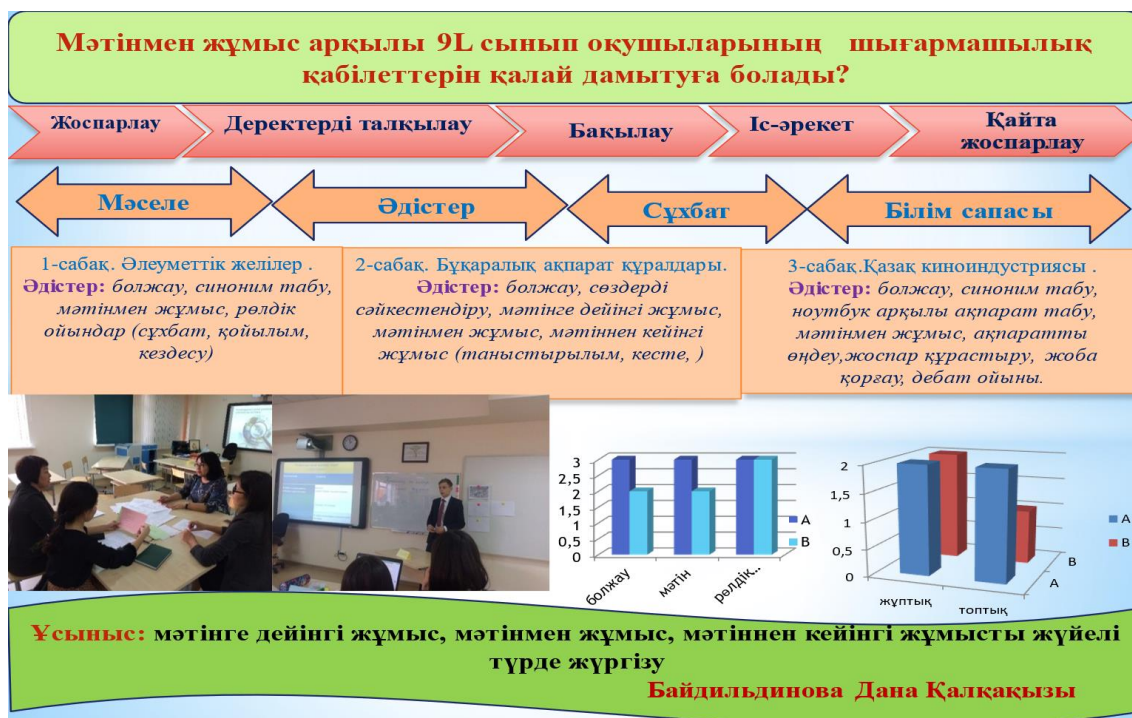 Мәтінмен жұмыс арқылы 9L сынып оқушыларының шығармашылық
қабілеттерін қалай дамытуға болады?
Жоспарлау
Деректерді талқылау
Бақылау
Іс-әрекет
Қайта
жоспарлау
Мәселе
Әдістер
Сұхбат
Білім сапасы
1-сабақ. Әлеуметтік желілер .
Әдістер: болжау, синоним табу,
мәтінмен жұмыс, рөлдік
ойындар (сұхбат, қойылым,
кездесу)
2-сабақ. Бұқаралық ақпарат құралдары.
Әдістер: болжау, сөздерді
сәйкестендіру, мәтінге дейінгі жұмыс,
мәтінмен жұмыс, мәтіннен кейінгі
жұмыс (таныстырылым, кесте, )
3-сабақ.Қазақ киноиндустриясы .
Әдістер: болжау, синоним табу,
ноутбук арқылы ақпарат табу,
мәтінмен жұмыс, ақпаратты
өңдеу,жоспар құрастыру, жоба
қорғау, дебат ойыны.
3
2,5
2
1,5
1
0,5
0
болжау
мәтін
рөлдік..
A
B
2
1,5
1
0,5
0
жұптық
топтық
A
B
A
B
Ұсыныс: мәтінге дейінгі жұмыс, мәтінмен жұмыс, мәтіннен кейінгі жұмысты жүйелі
түрде жүргізу
Байдильдинова Дана Қалқақызы